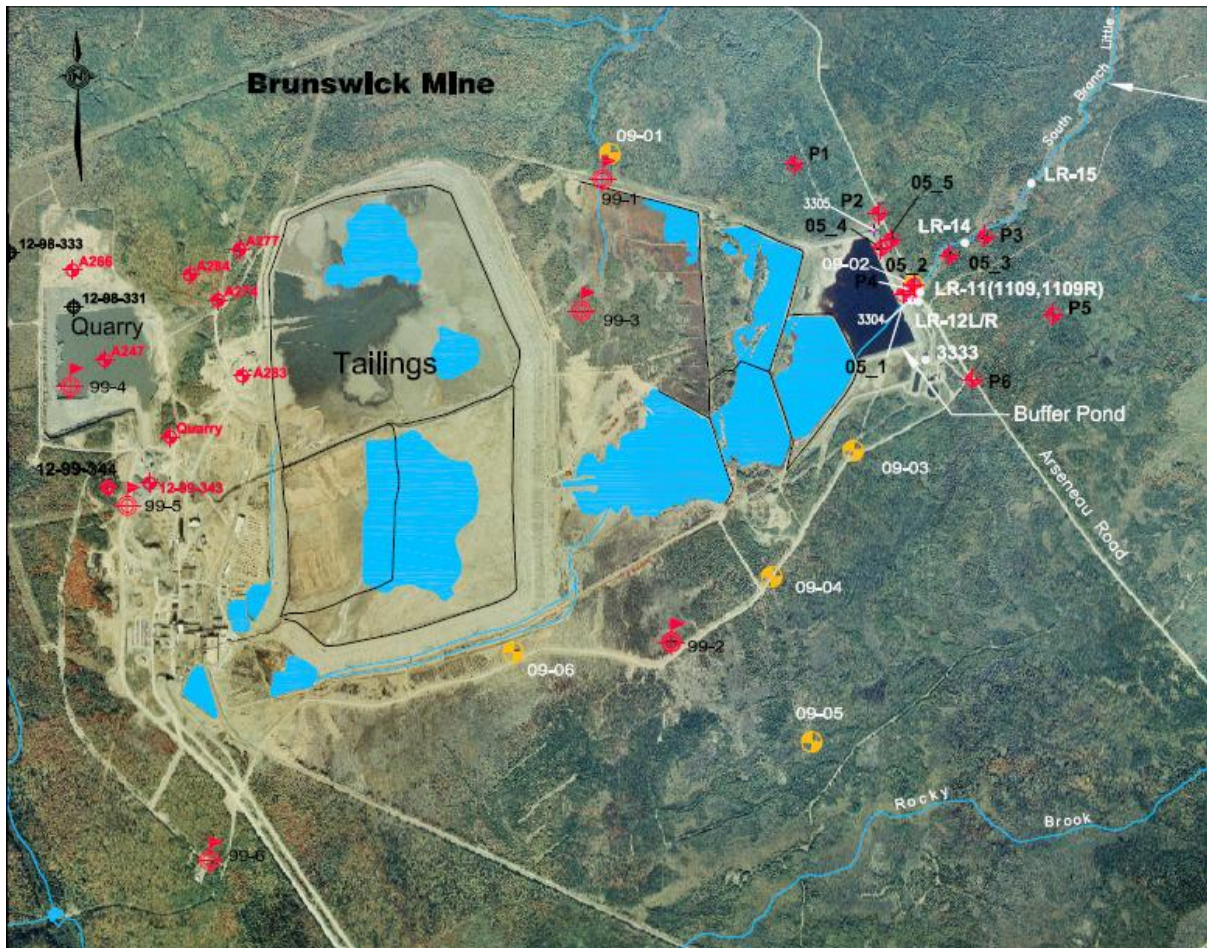 N
Brunswick Mine
South Branch Little
09-01
99-1
P1
LR-15
05_5
P2
3305
05_4
LR-14
P3
12-98-333
A277
A266
A284
05_2
05_3
09-02
P4
LR-11(1109,1109R)
12-98-331
Quarry
99-3
3304
LR-12L/R
P5
A247
Tailings
3333
99-4
A283
05_1
P6
Buffer Pond
Quarry
09-03
Arseneau Road
12-99-344
12-99-343
99-5
09-04
99-2
09-06
09-05
Rocky
Brook
99-6